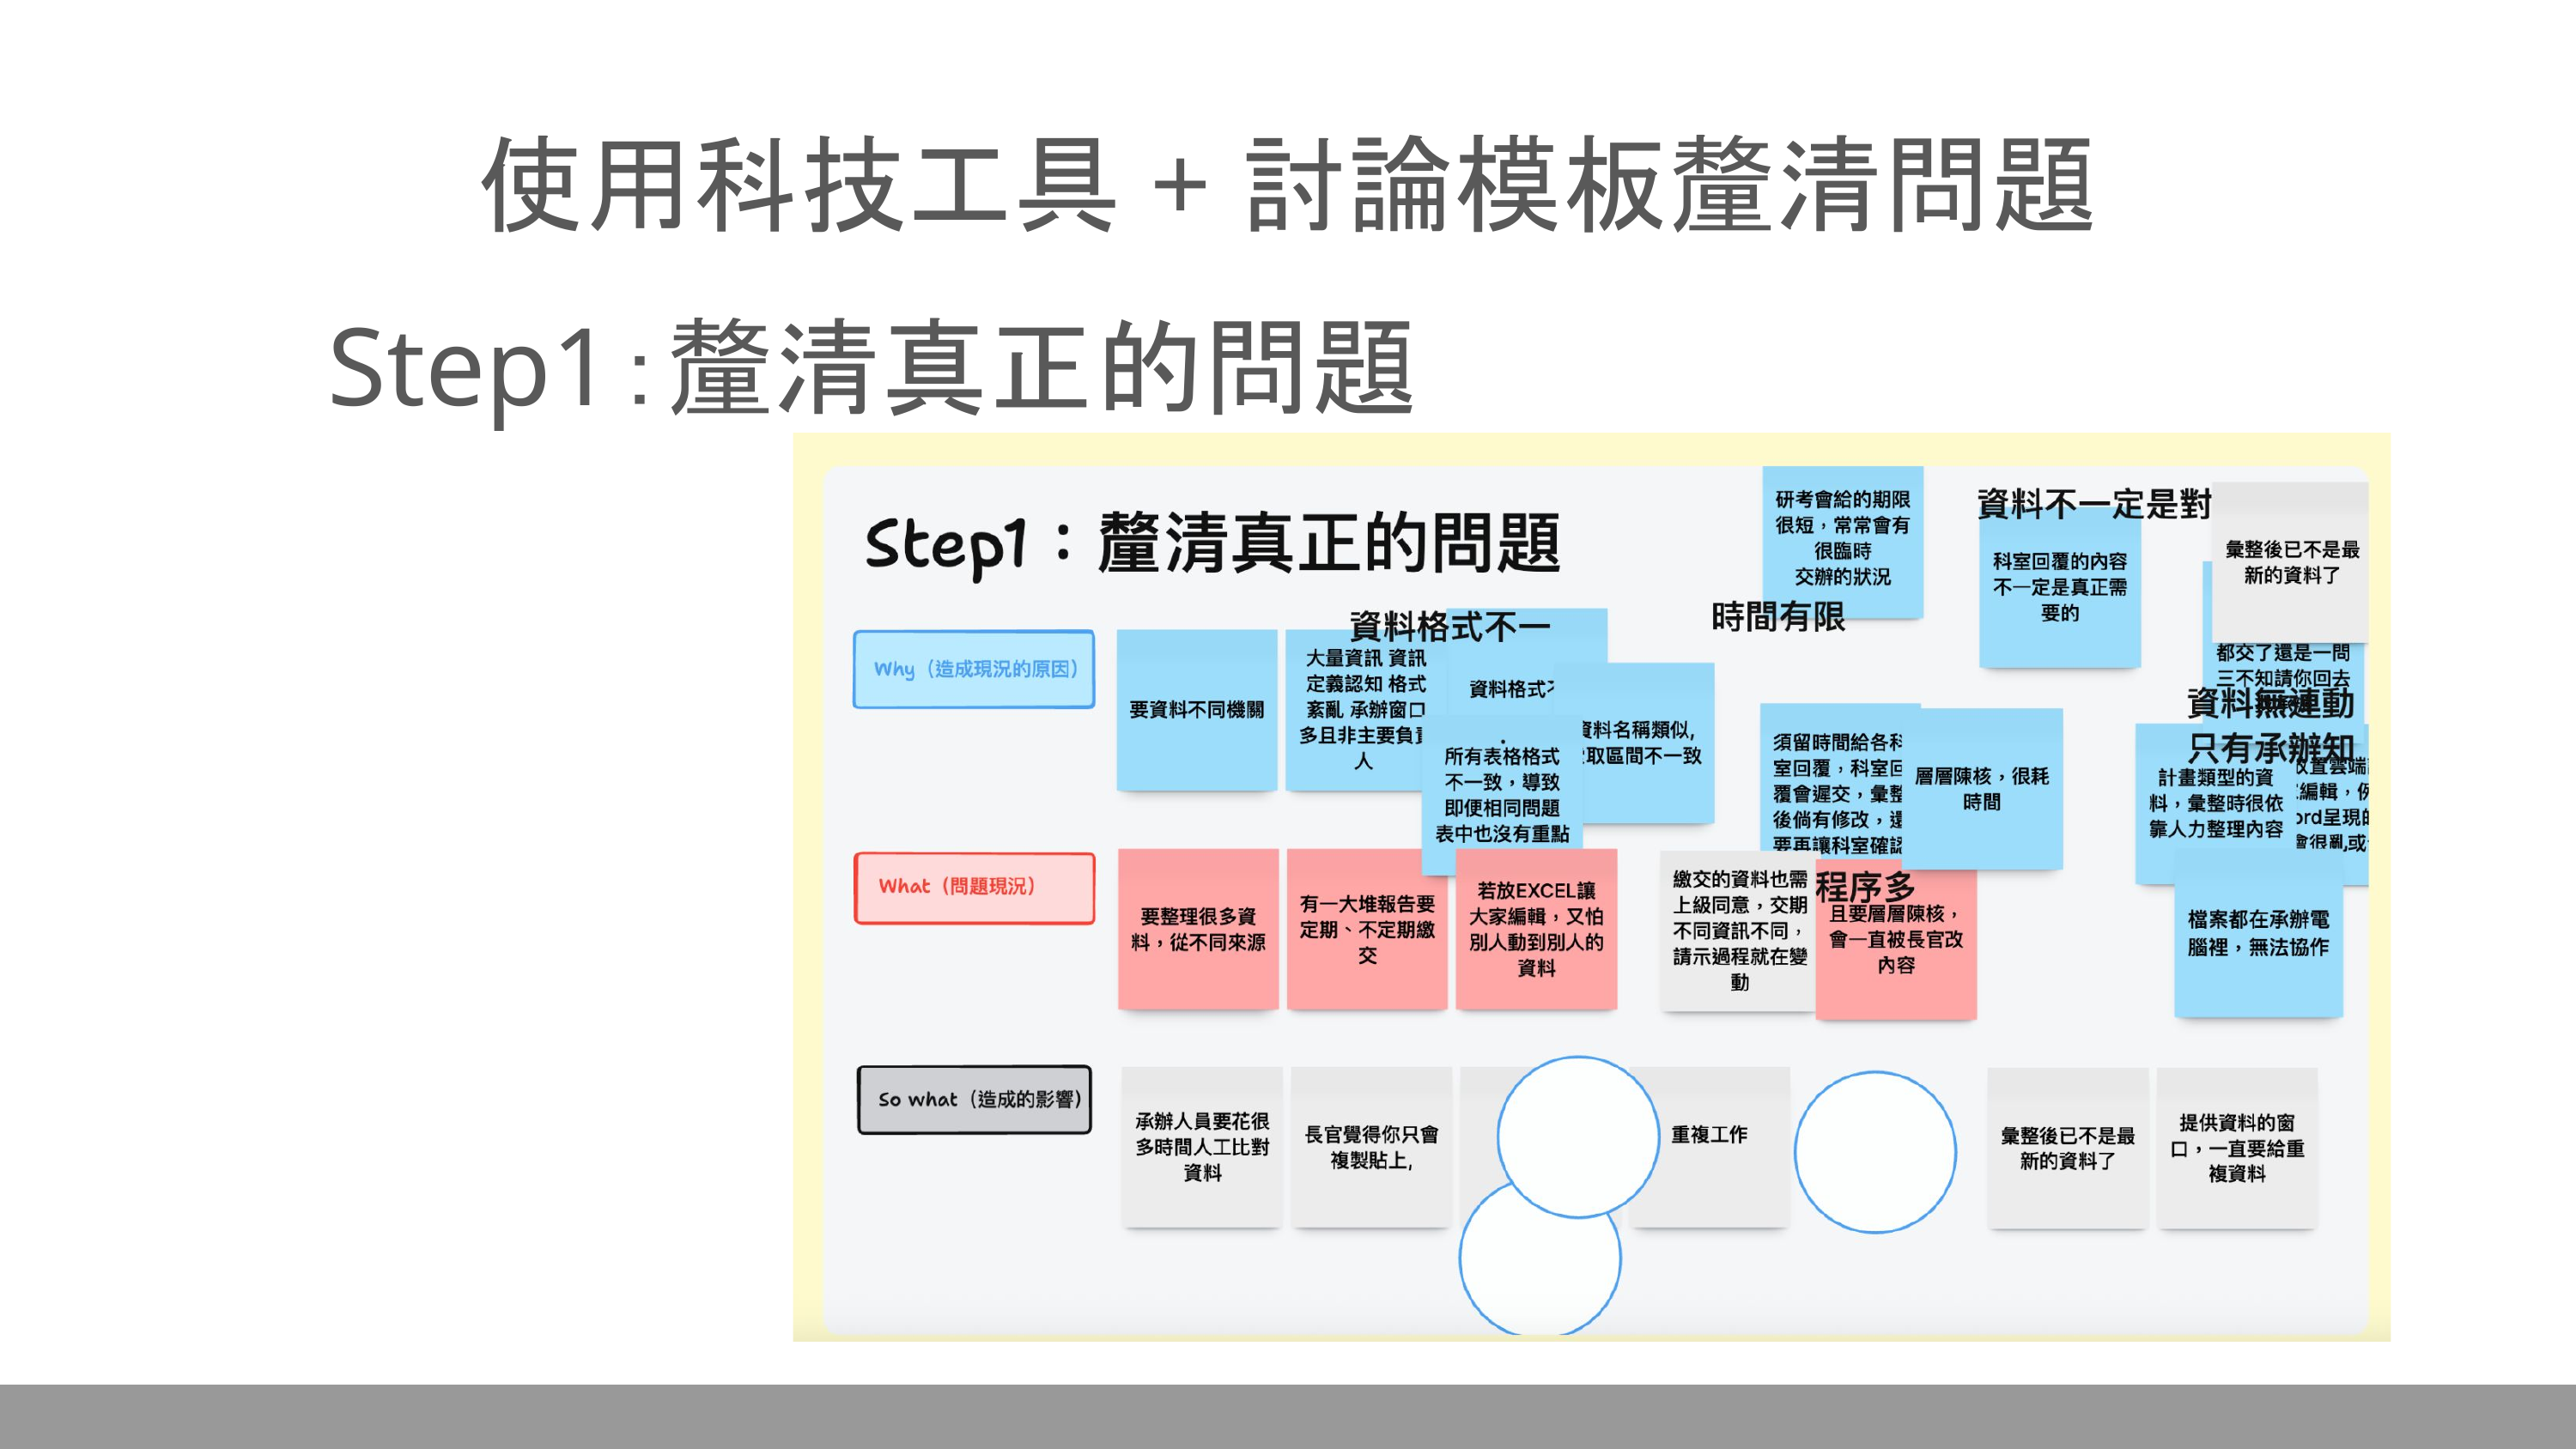 使用科技工具 + 討論模板釐清問題
Step1:釐清真正的問題
Step1：釐清真正的問題
研考會給的期限
很短，常常會有
很臨時
交辦的狀況
時間有限
資料不一定是對
科室回覆的內容
不一定是真正需
要的
彙整後已不是最
新的資料了
都交了還是一問
三不知請你回去
資料無連動
只有承辦知
Why（造成現況的原因）
要資料不同機關
資料格式不一
大量資訊 資訊
定義認知 格式
紊亂 承辦窗口
多且非主要負責
人
資料格式不
資料名稱類似,
取區間不一致
所有表格格式
不一致，導致
即便相同問題
表中也沒有重點
須留時間給各科
室回覆，科室回
覆會遲交，彙整
後倘有修改，還
要再讓科室確認
層層陳核，很耗
時間
計畫類型的資
料，彙整時很依
靠人力整理內容
置雲端
編輯，例
ord呈現的
會很亂,或
What（問題現況）
要整理很多資
料，從不同來源
有一大堆報告要
定期、不定期繳
交
若放EXCEL讓
大家編輯，又怕
別人動到別人的
資料
繳交的資料也需
上級同意，交期
不同資訊不同，
請示過程就在變
動
程序多
且要層層陳核，
會一直被長官改
內容
檔案都在承辦電
腦裡，無法協作
So what（造成的影響）
承辦人員要花很
多時間人工比對
資料
長官覺得你只會
複製貼上,
重複工作
彙整後已不是最
新的資料了
提供資料的窗
口，一直要給重
複資料